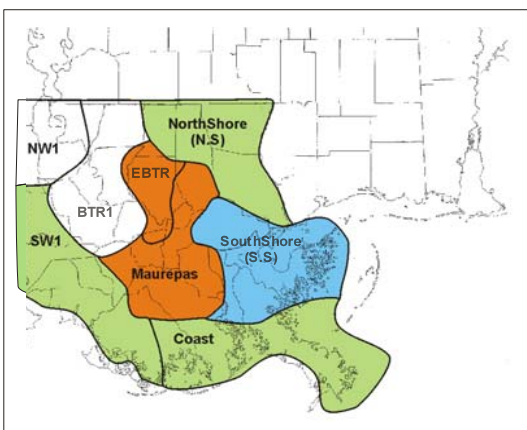 NorthShore
(N.S)
NW1
EBTR
BTR1
SW1
SouthShore
(S.S)
Maurepas
Coast